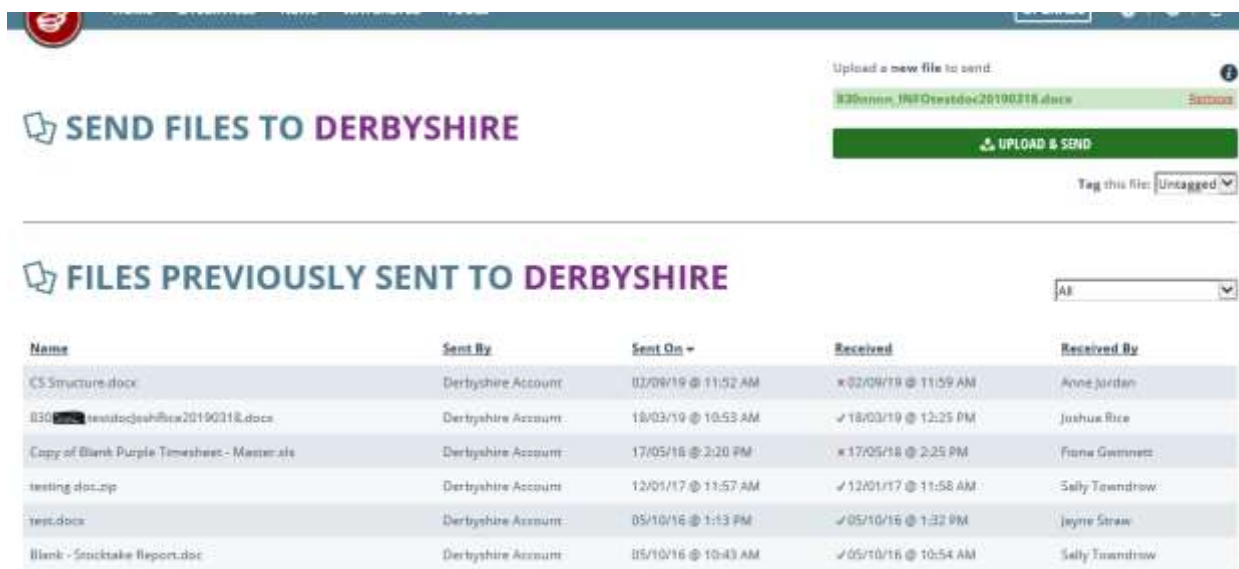 Upload a new file to send
830nnnn_INFOtestdoc20190318.docx Remove
SEND FILES TO DERBYSHIRE
UPLOAD & SEND
Tag this file: Untagged
FILES PREVIOUSLY SENT TO DERBYSHIRE
All
Name Sent By Sent On Received Received By
CS Structure.docx Derbyshire Account 02/09/19 @ 11:52 AM 02/09/19 @ 11:59 AM Anne Jordan
830 testdocJoshRice20190318.docx Derbyshire Account 18/03/19 @ 10:53 AM 18/03/19 @ 12:25 PM Joshua Rice
Copy of Blank Purple Timesheet - Master.xls Derbyshire Account 17/05/18 @ 2:20 PM 17/05/18 @ 2:25 PM Fiona Gwinnett
testing doc.zip Derbyshire Account 12/01/17 @ 11:57 AM 12/01/17 @ 11:58 AM Sally Towndrow
test.docx Derbyshire Account 05/10/16 @ 1:13 PM 05/10/16 @ 1:32 PM Jayne Straw
Blank - Stocktake Report.doc Derbyshire Account 05/10/16 @ 10:43 AM 05/10/16 @ 10:54 AM Sally Towndrow